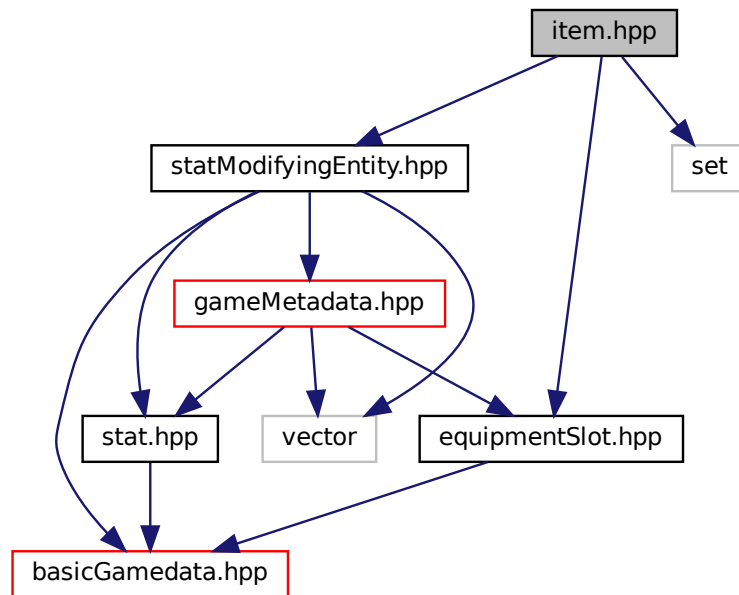 item.hpp
statModifyingEntity.hpp
set
gameMetadata.hpp
stat.hpp
vector
equipmentSlot.hpp
basicGamedata.hpp